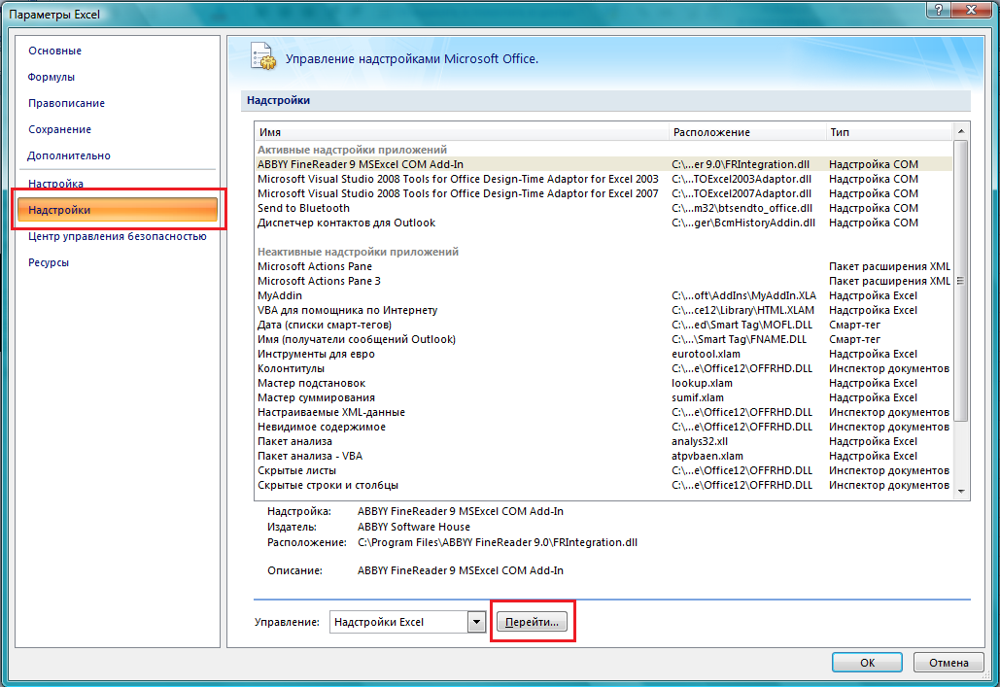 Параметры Excel
Основные
Формулы
Правописание
Сохранение
Дополнительно
Настройка
Надстройки
Центр управления безопасностью
Ресурсы
Управление надстройками Microsoft Office.
Надстройки
Имя Расположение Тип
Активные надстройки приложений
ABBYY FineReader 9 MSExcel COM Add-In C:\...er 9.0\FRIntegration.dll Надстройка COM
Microsoft Visual Studio 2008 Tools for Office Design-Time Adaptor for Excel 2003 C:\...TOExcel2003Adaptor.dll Надстройка COM
Microsoft Visual Studio 2008 Tools for Office Design-Time Adaptor for Excel 2007 C:\...TOExcel2007Adaptor.dll Надстройка COM
Send to Bluetooth C:\...m32\btsendto_office.dll Надстройка COM
Диспетчер контактов для Outlook C:\...ger\BcmHistoryAddin.dll Надстройка COM
Неактивные надстройки приложений
Microsoft Actions Pane Пакет расширения XML
Microsoft Actions Pane 3 Пакет расширения XML
MyAddin C:\...oft\AddIns\MyAddIn.XLA Надстройка Excel
VBA для помощника по Интернету C:\...ce12\Library\HTML.XLAM Надстройка Excel
Дата (списки смарт-тегов) C:\...ed\Smart Tag\MOFL.DLL Смарт-тег
Имя (получатели сообщений Outlook) C:\...\Smart Tag\FNAME.DLL Смарт-тег
Инструменты для евро eurotool.xlam Надстройка Excel
Колонтитулы C:\...e\Office12\OFFRHD.DLL Инспектор документов
Мастер подстановок lookup.xlam Надстройка Excel
Мастер суммирования sumif.xlam Надстройка Excel
Настраиваемые XML-данные C:\...e\Office12\OFFRHD.DLL Инспектор документов
Невидимое содержимое C:\...e\Office12\OFFRHD.DLL Инспектор документов
Пакет анализа analys32.xll Надстройка Excel
Пакет анализа - VBA atpvbaen.xlam Надстройка Excel
Скрытые листы C:\...e\Office12\OFFRHD.DLL Инспектор документов
Скрытые строки и столбцы C:\...e\Office12\OFFRHD.DLL Инспектор документов
Надстройка: ABBYY FineReader 9 MSExcel COM Add-In
Издатель: ABBYY Software House
Расположение: C:\Program Files\ABBYY FineReader 9.0\FRIntegration.dll
Описание: ABBYY FineReader 9 MSExcel COM Add-In
Управление: Надстройки Excel Перейти...
ОК Отмена